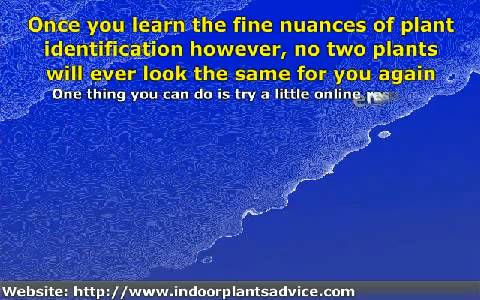 Once you learn the fine nuances of plant
identification however, no two plants
will ever look the same for you again
One thing you can do is try a little online
Website: http://www.indoorplantsadvice.com